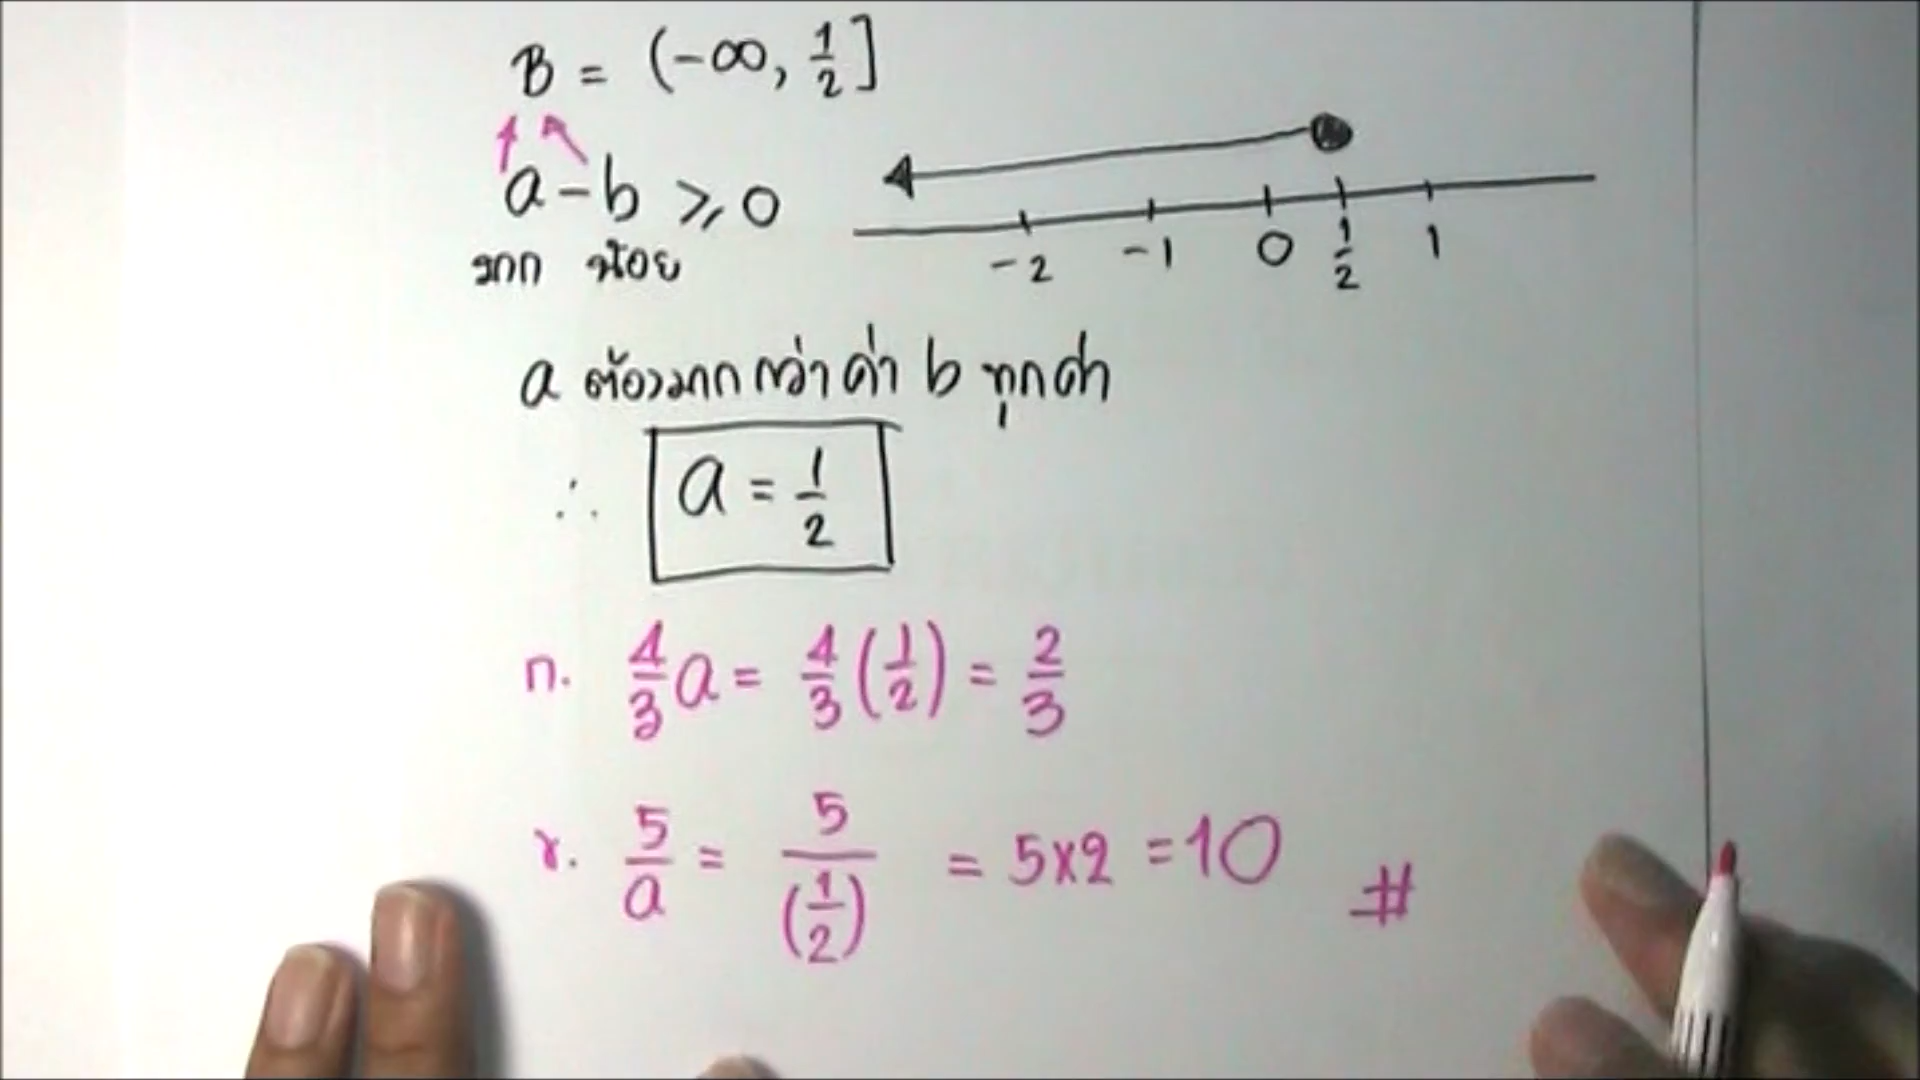 B = (-∞, 1/2]
a - b ≥ 0
มาก น้อย
-2 -1 0 1/2 1
a ต้องมากกว่าค่า b ทุกค่า
∴ a = 1/2
ก. 4/3 a = 4/3 (1/2) = 2/3
ข. 5/a = 5/(1/2) = 5x2 = 10 #